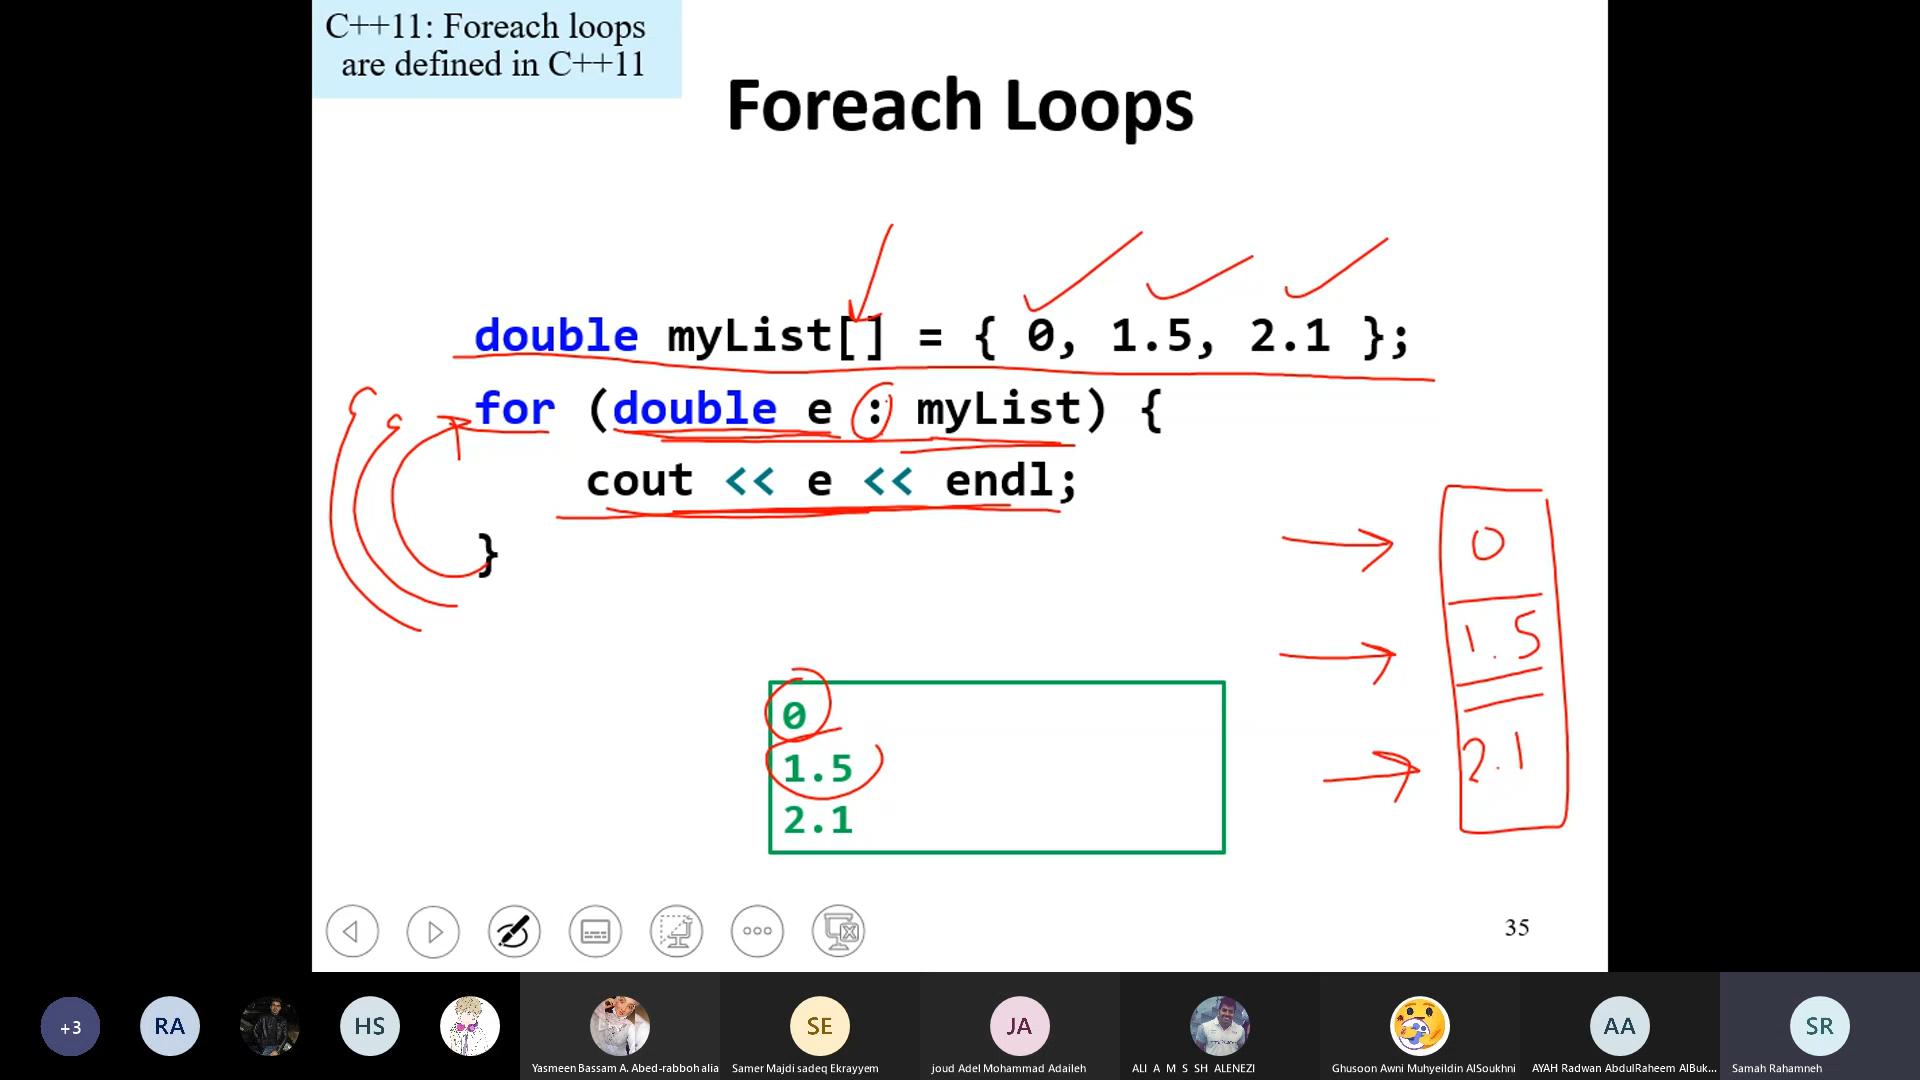 C++11: Foreach loops
are defined in C++11
Foreach Loops
double myList[] = { 0, 1.5, 2.1 };
for (double e : myList) {
cout << e << endl;
}
0
1.5
2.1
0
1.5
2.1
35
+3
RA
HS
SE
JA
AA
SR
Yasmeen Bassam A. Abed-rabboh alia
Samer Majdi sadeq Ekrayyem
joud Adel Mohammad Adaileh
ALI A M S SH ALENEZI
Ghusoon Awni Muhyeildin AlSoukhni
AYAH Radwan AbdulRaheem AlBuk...
Samah Rahamneh